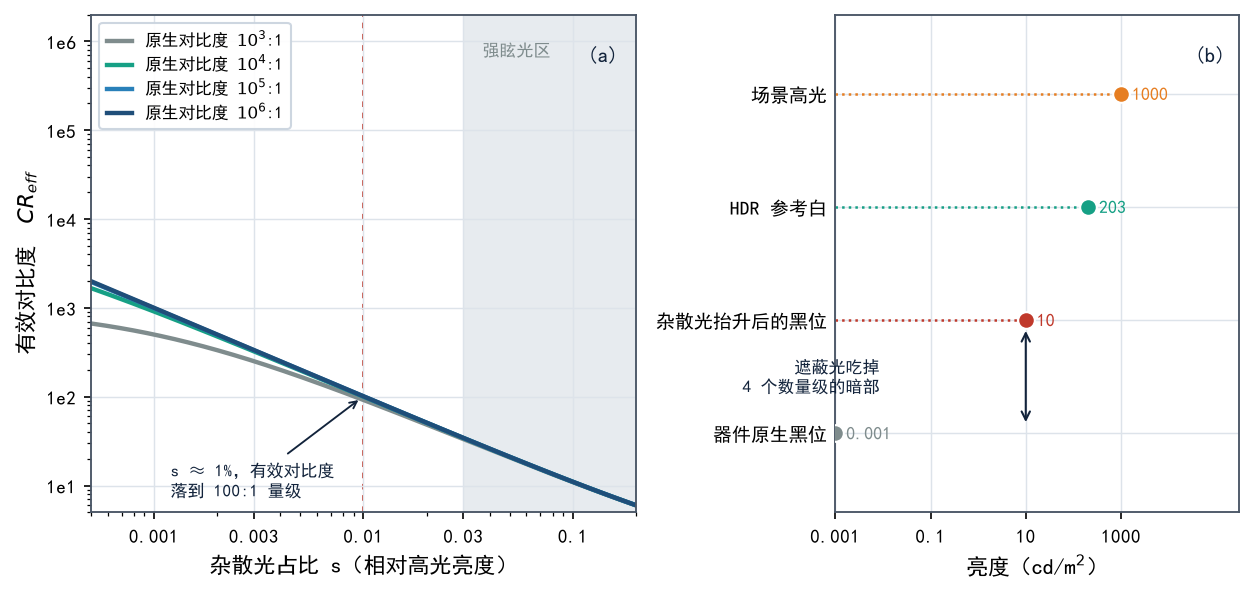 原生对比度 10³:1
原生对比度 10⁴:1
原生对比度 10⁵:1
原生对比度 10⁶:1
强眩光区
(a)
1e6
1e5
1e4
1e3
1e2
1e1
有效对比度 CR_eff
s ≈ 1%, 有效对比度
落到 100:1 量级
0.001
0.003
0.01
0.03
0.1
杂散光占比 s（相对高光亮度）
(b)
场景高光
1000
HDR 参考白
203
杂散光抬升后的黑位
10
遮蔽光吃掉
4 个数量级的暗部
器件原生黑位
0.001
0.001
0.1
10
1000
亮度（cd/m²）